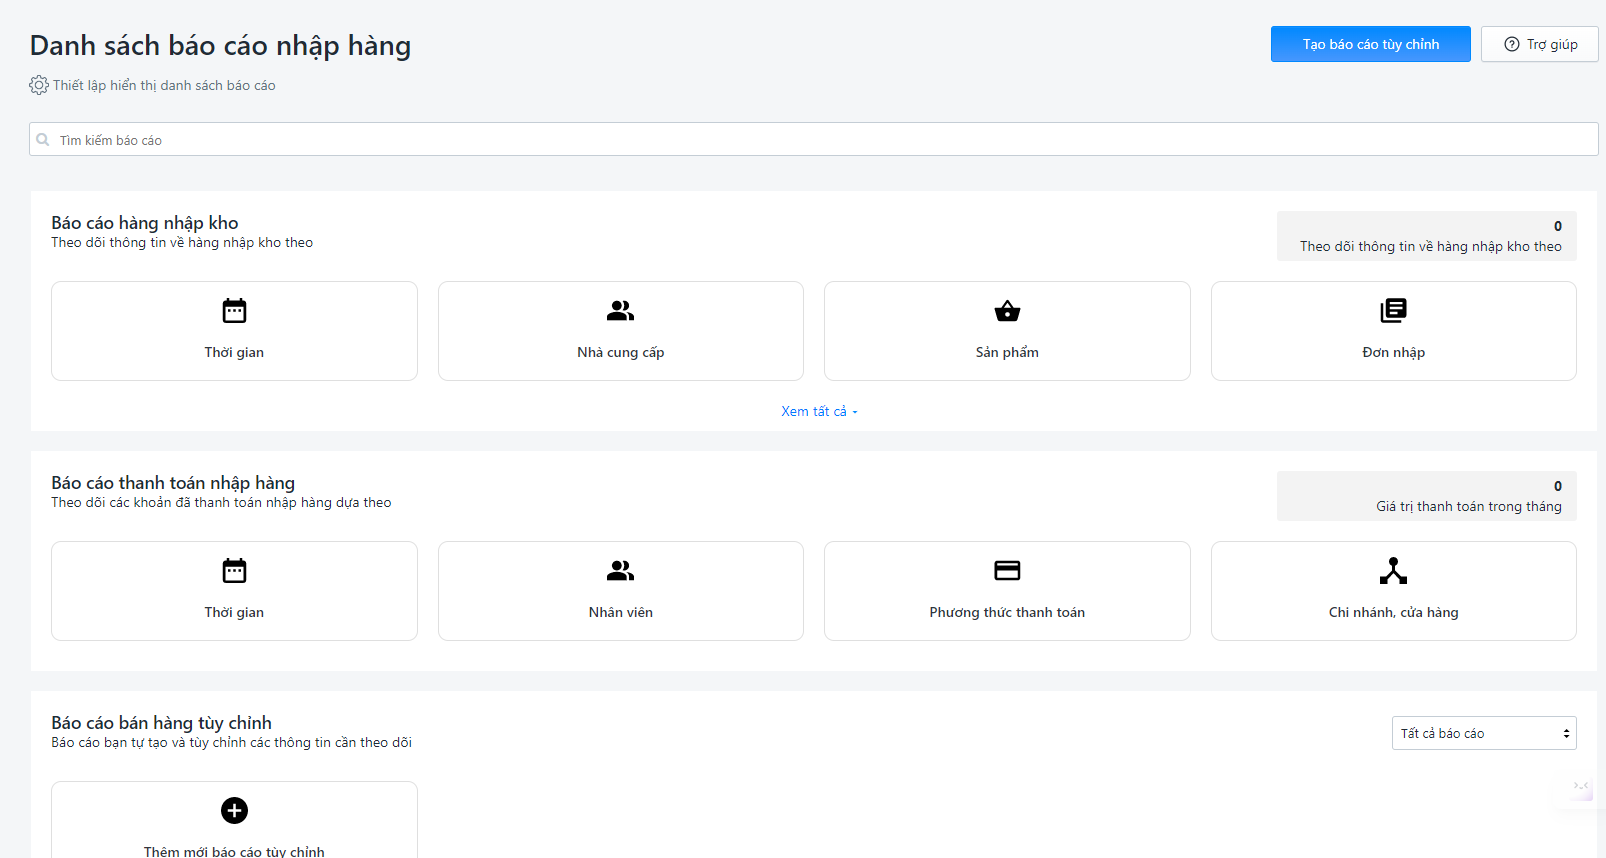 Danh sách báo cáo nhập hàng
Tạo báo cáo tùy chỉnh
Trợ giúp
Thiết lập hiển thị danh sách báo cáo
Tìm kiếm báo cáo
Báo cáo hàng nhập kho
Theo dõi thông tin về hàng nhập kho theo
0
Theo dõi thông tin về hàng nhập kho theo
Thời gian
Nhà cung cấp
Sản phẩm
Đơn nhập
Xem tất cả
Báo cáo thanh toán nhập hàng
Theo dõi các khoản đã thanh toán nhập hàng dựa theo
0
Giá trị thanh toán trong tháng
Thời gian
Nhân viên
Phương thức thanh toán
Chi nhánh, cửa hàng
Báo cáo bán hàng tùy chỉnh
Báo cáo bạn tự tạo và tùy chỉnh các thông tin cần theo dõi
Tất cả báo cáo
Thêm mới báo cáo tùy chỉnh